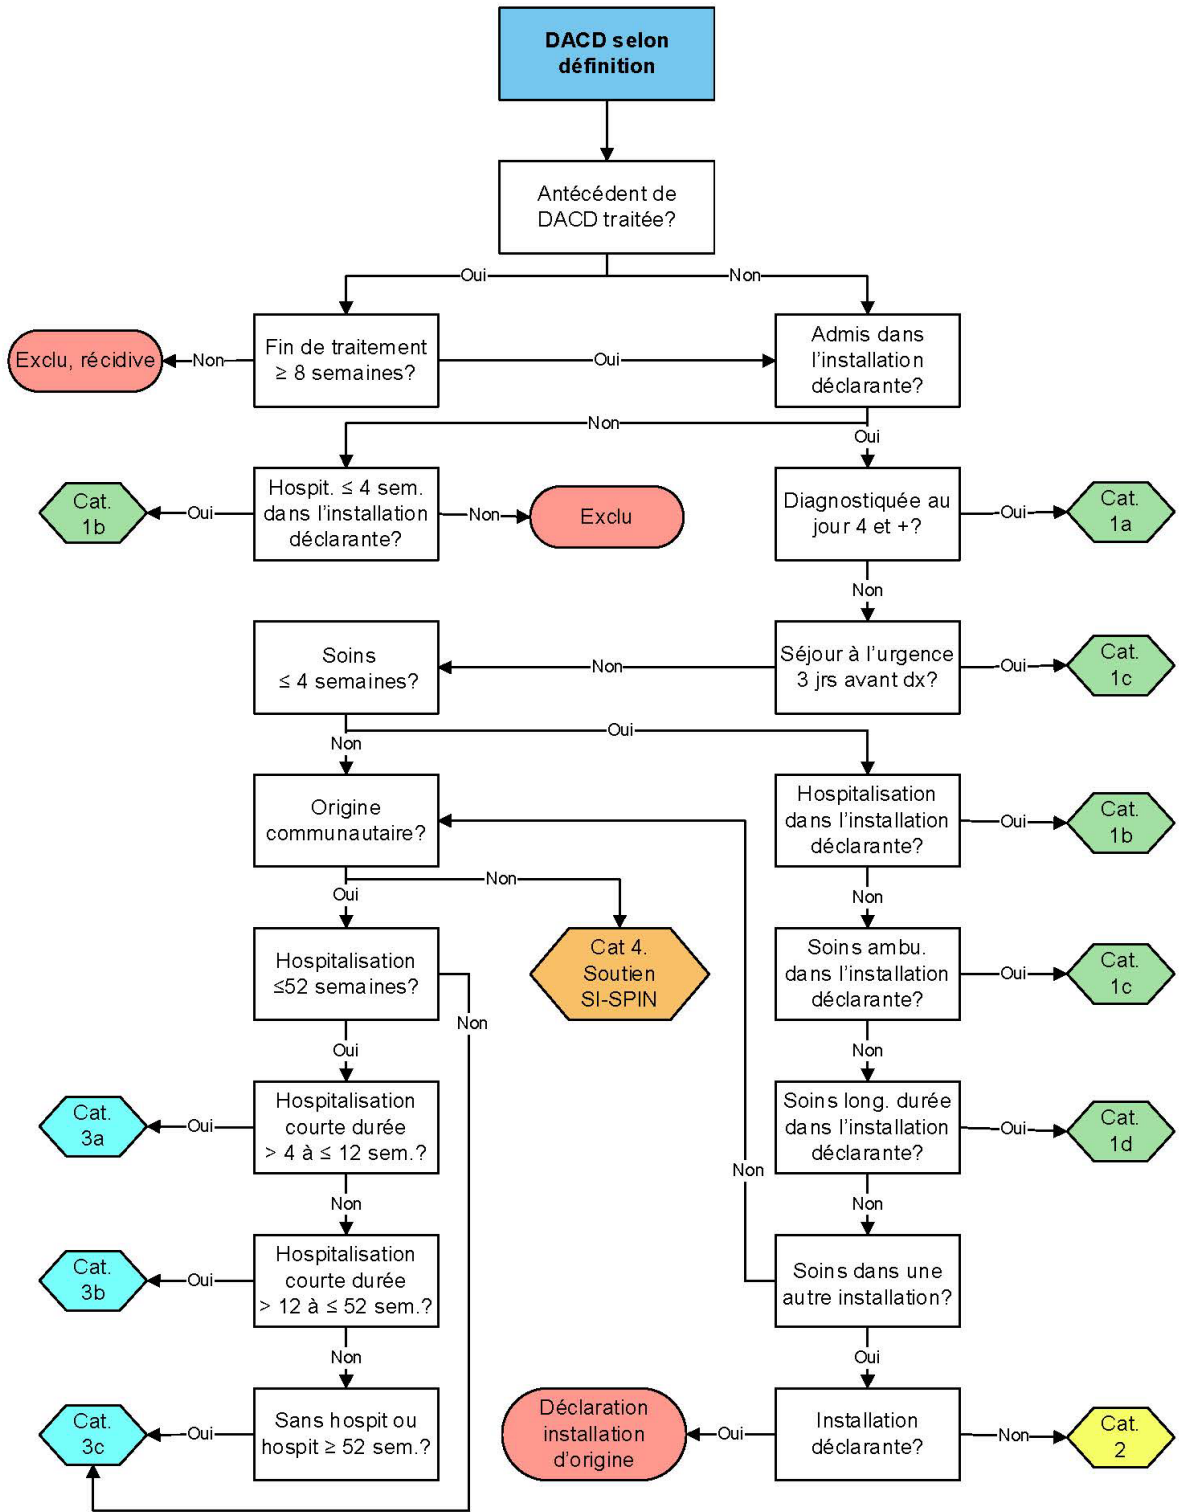 DACD selon
définition
Antécédent de
DACD traitée?
Oui
Non
Exclu, récidive
Non
Fin de traitement
≥ 8 semaines?
Oui
Admis dans
l’installation
déclarante?
Non
Oui
Cat.
1b
Oui
Hospit. ≤ 4 sem.
dans l’installation
déclarante?
Non
Exclu
Diagnostiquée au
jour 4 et +?
Oui
Cat.
1a
Non
Soins
≤ 4 semaines?
Non
Séjour à l’urgence
3 jrs avant dx?
Oui
Cat.
1c
Non
Oui
Origine
communautaire?
Hospitalisation
dans l’installation
déclarante?
Oui
Cat.
1b
Oui
Non
Non
Hospitalisation
≤52 semaines?
Non
Cat 4.
Soutien
SI-SPIN
Soins ambu.
dans l’installation
déclarante?
Oui
Cat.
1c
Oui
Non
Cat.
3a
Oui
Hospitalisation
courte durée
> 4 à ≤ 12 sem.?
Soins long. durée
dans l’installation
déclarante?
Oui
Cat.
1d
Non
Non
Non
Cat.
3b
Oui
Hospitalisation
courte durée
> 12 à ≤ 52 sem.?
Soins dans une
autre installation?
Non
Oui
Cat.
3c
Oui
Sans hospit ou
hospit ≥ 52 sem.?
Déclaration
installation
d’origine
Oui
Installation
déclarante?
Non
Cat.
2